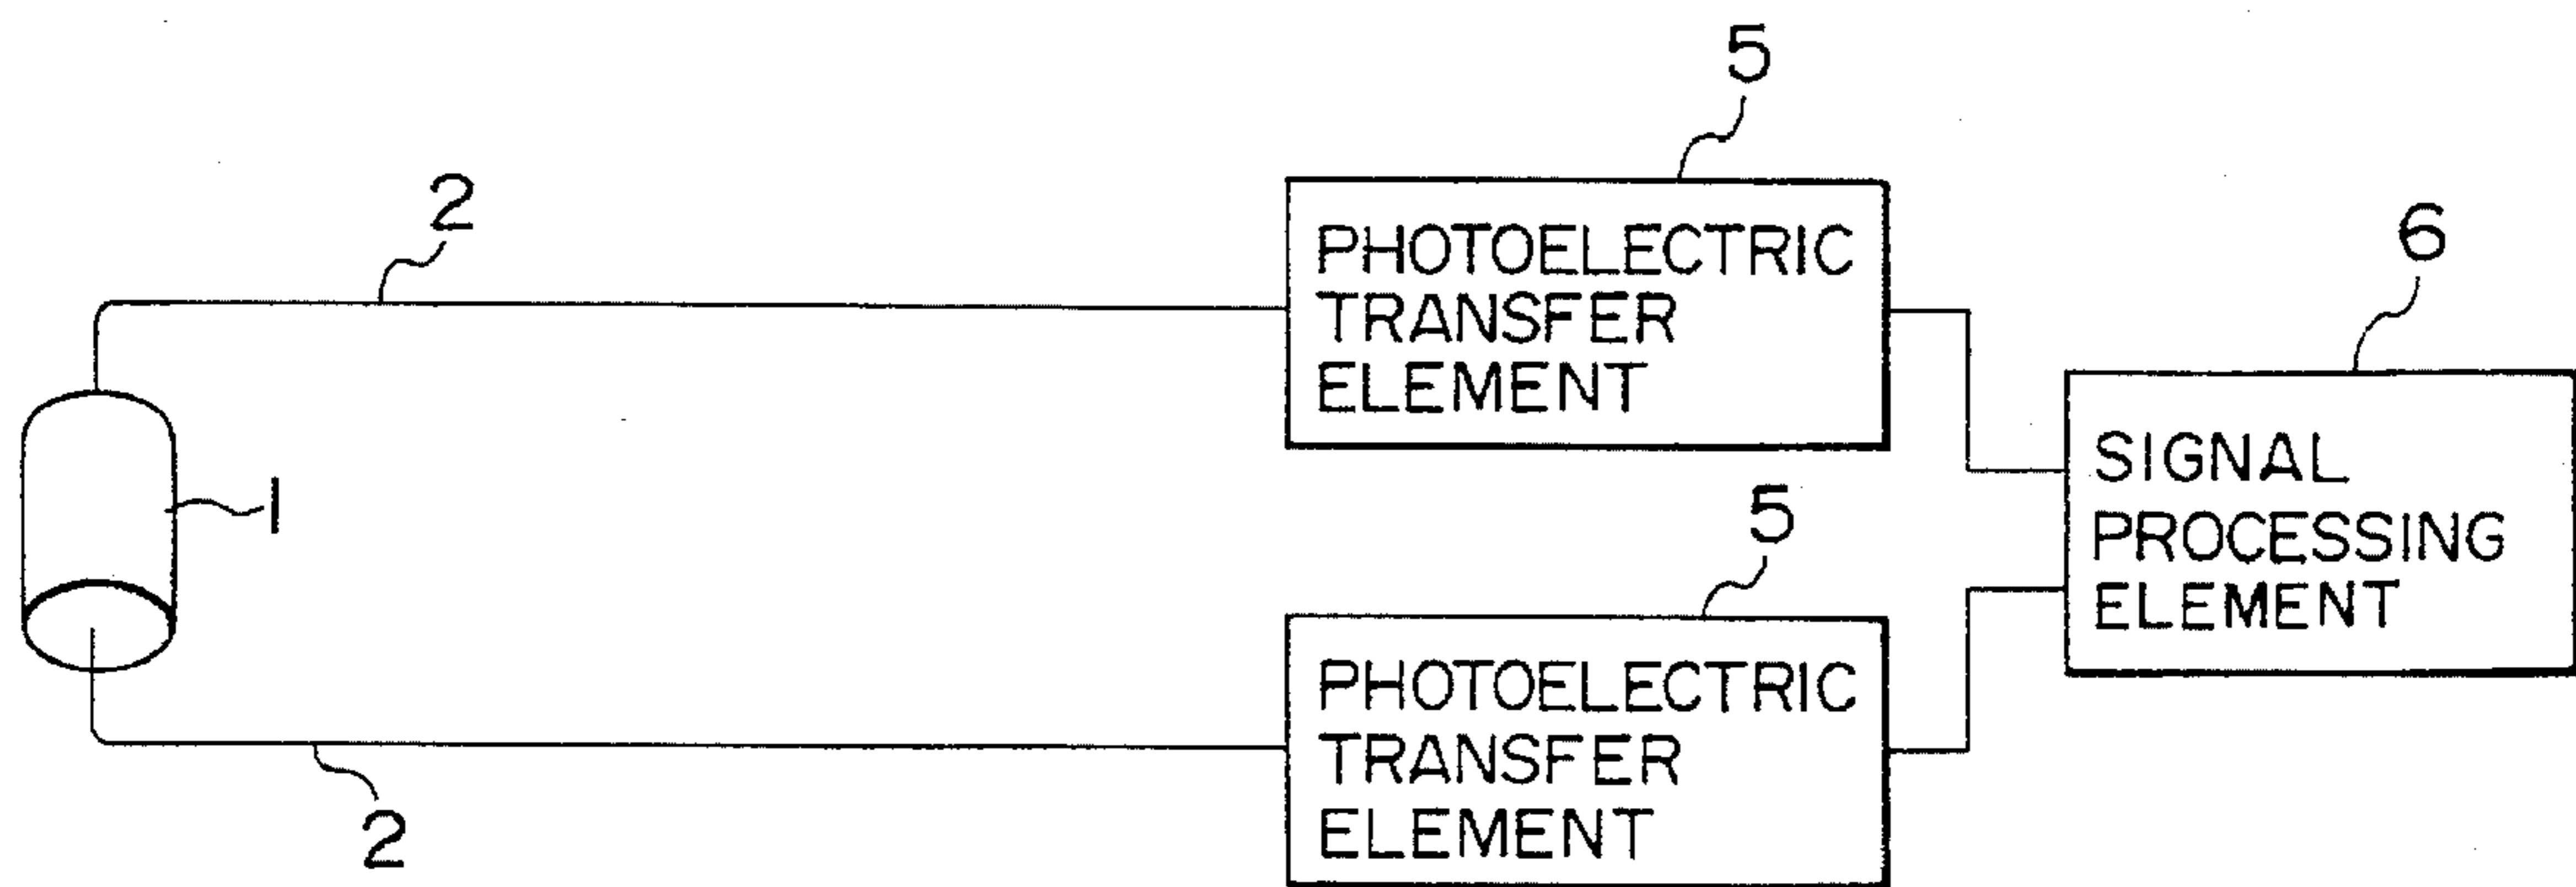 5
2
PHOTOELECTRIC
TRANSFER
ELEMENT
6
1
SIGNAL
PROCESSING
ELEMENT
5
PHOTOELECTRIC
TRANSFER
ELEMENT
2